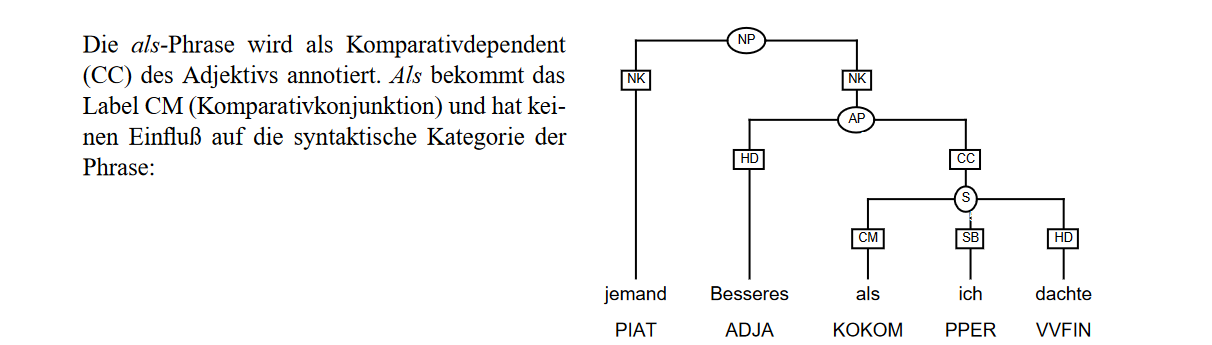 Die als-Phrase wird als Komparativdependent
(CC) des Adjektivs annotiert. Als bekommt das
Label CM (Komparativkonjunktion) und hat kei-
nen Einfluß auf die syntaktische Kategorie der
Phrase:
NP
NK NK
AP
HD CC
S
CM SB HD
jemand Besseres als ich dachte
PIAT ADJA KOKOM PPER VVFIN